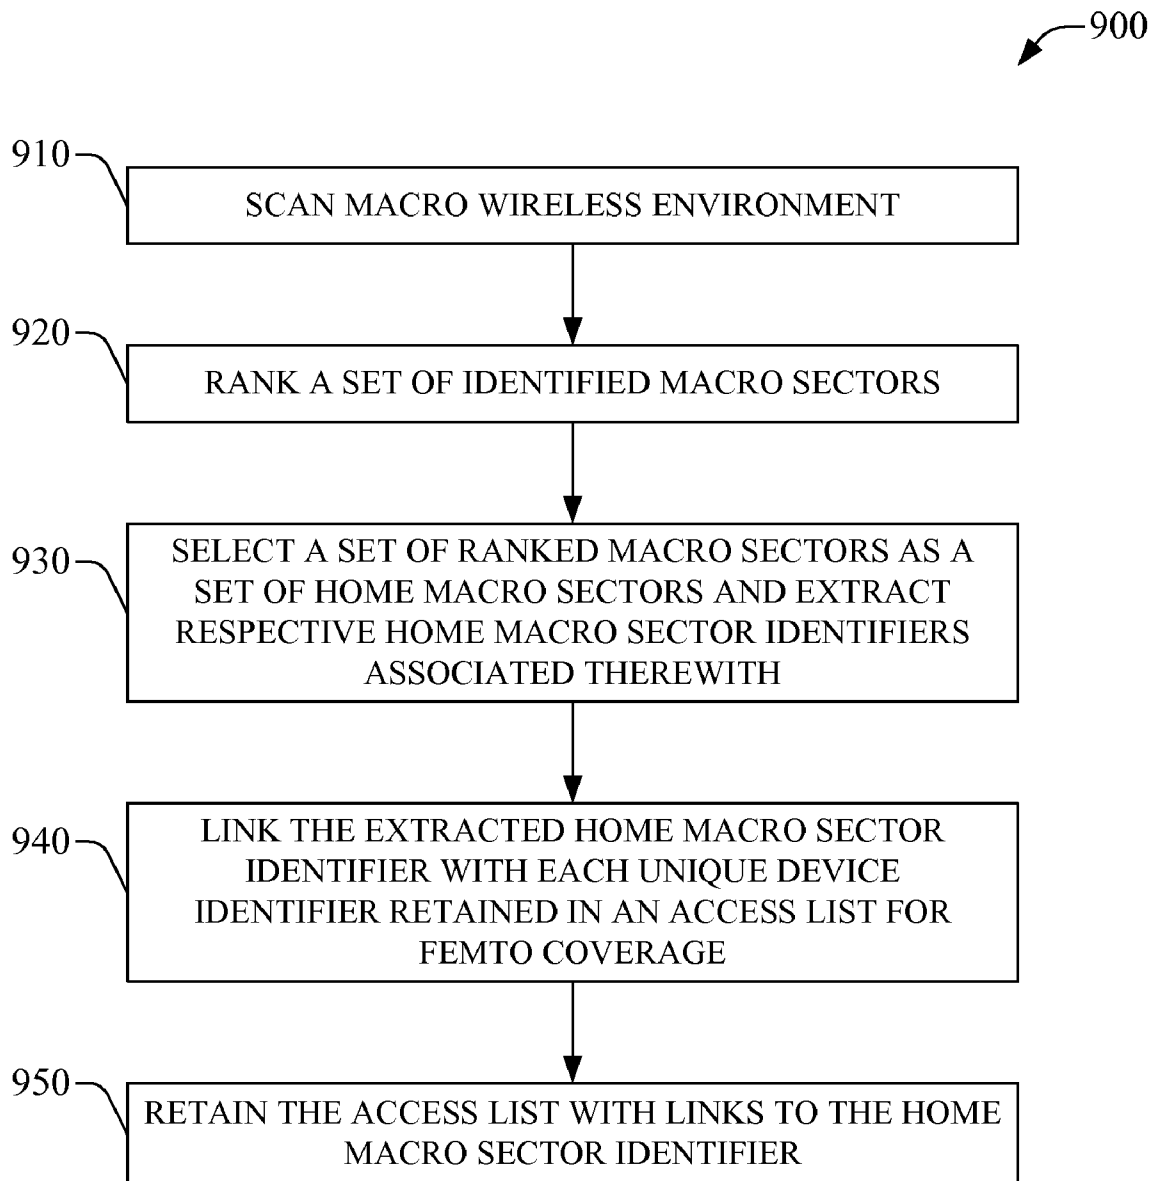 900
910
SCAN MACRO WIRELESS ENVIRONMENT
920
RANK A SET OF IDENTIFIED MACRO SECTORS
930
SELECT A SET OF RANKED MACRO SECTORS AS A
SET OF HOME MACRO SECTORS AND EXTRACT
RESPECTIVE HOME MACRO SECTOR IDENTIFIERS
ASSOCIATED THEREWITH
940
LINK THE EXTRACTED HOME MACRO SECTOR
IDENTIFIER WITH EACH UNIQUE DEVICE
IDENTIFIER RETAINED IN AN ACCESS LIST FOR
FEMTO COVERAGE
950
RETAIN THE ACCESS LIST WITH LINKS TO THE HOME
MACRO SECTOR IDENTIFIER